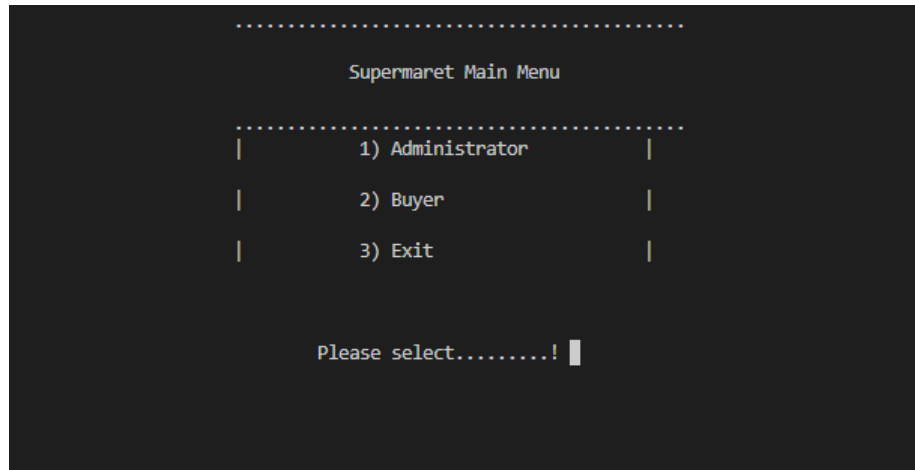 ...........................................
Supermaret Main Menu
...........................................
| 1) Administrator |
| 2) Buyer |
| 3) Exit |
Please select.........!